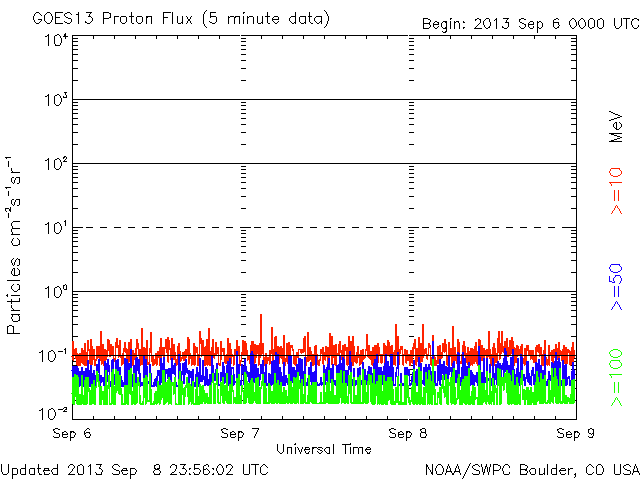 GOES13 Proton Flux (5 minute data)
Begin: 2013 Sep 6 0000 UTC
10⁴
10³
10²
10¹
10⁰
10⁻¹
10⁻²
Particles cm⁻²s⁻¹sr⁻¹
MeV
>=10
>=50
>=100
Sep 6 Sep 7 Sep 8 Sep 9
Universal Time
Updated 2013 Sep 8 23:56:02 UTC
NOAA/SWPC Boulder, CO USA